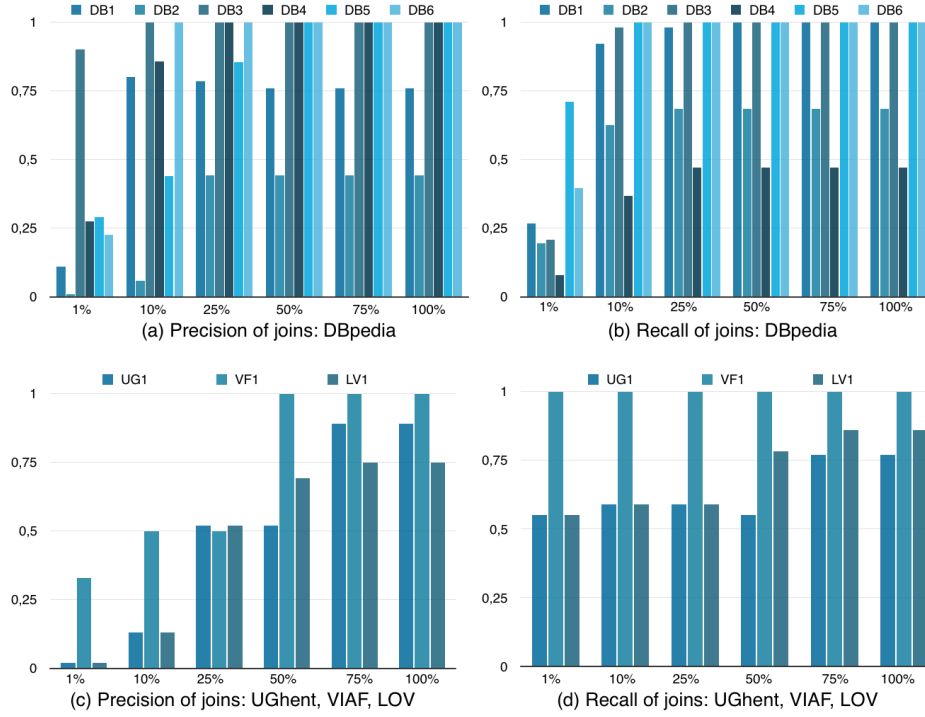 DB1 DB2 DB3 DB4 DB5 DB6
1
0,75
0,5
0,25
0
1% 10% 25% 50% 75% 100%
(a) Precision of joins: DBpedia
DB1 DB2 DB3 DB4 DB5 DB6
1
0,75
0,5
0,25
0
1% 10% 25% 50% 75% 100%
(b) Recall of joins: DBpedia
UG1 VF1 LV1
1
0,75
0,5
0,25
0
1% 10% 25% 50% 75% 100%
(c) Precision of joins: UGhent, VIAF, LOV
UG1 VF1 LV1
1
0,75
0,5
0,25
0
1% 10% 25% 50% 75% 100%
(d) Recall of joins: UGhent, VIAF, LOV